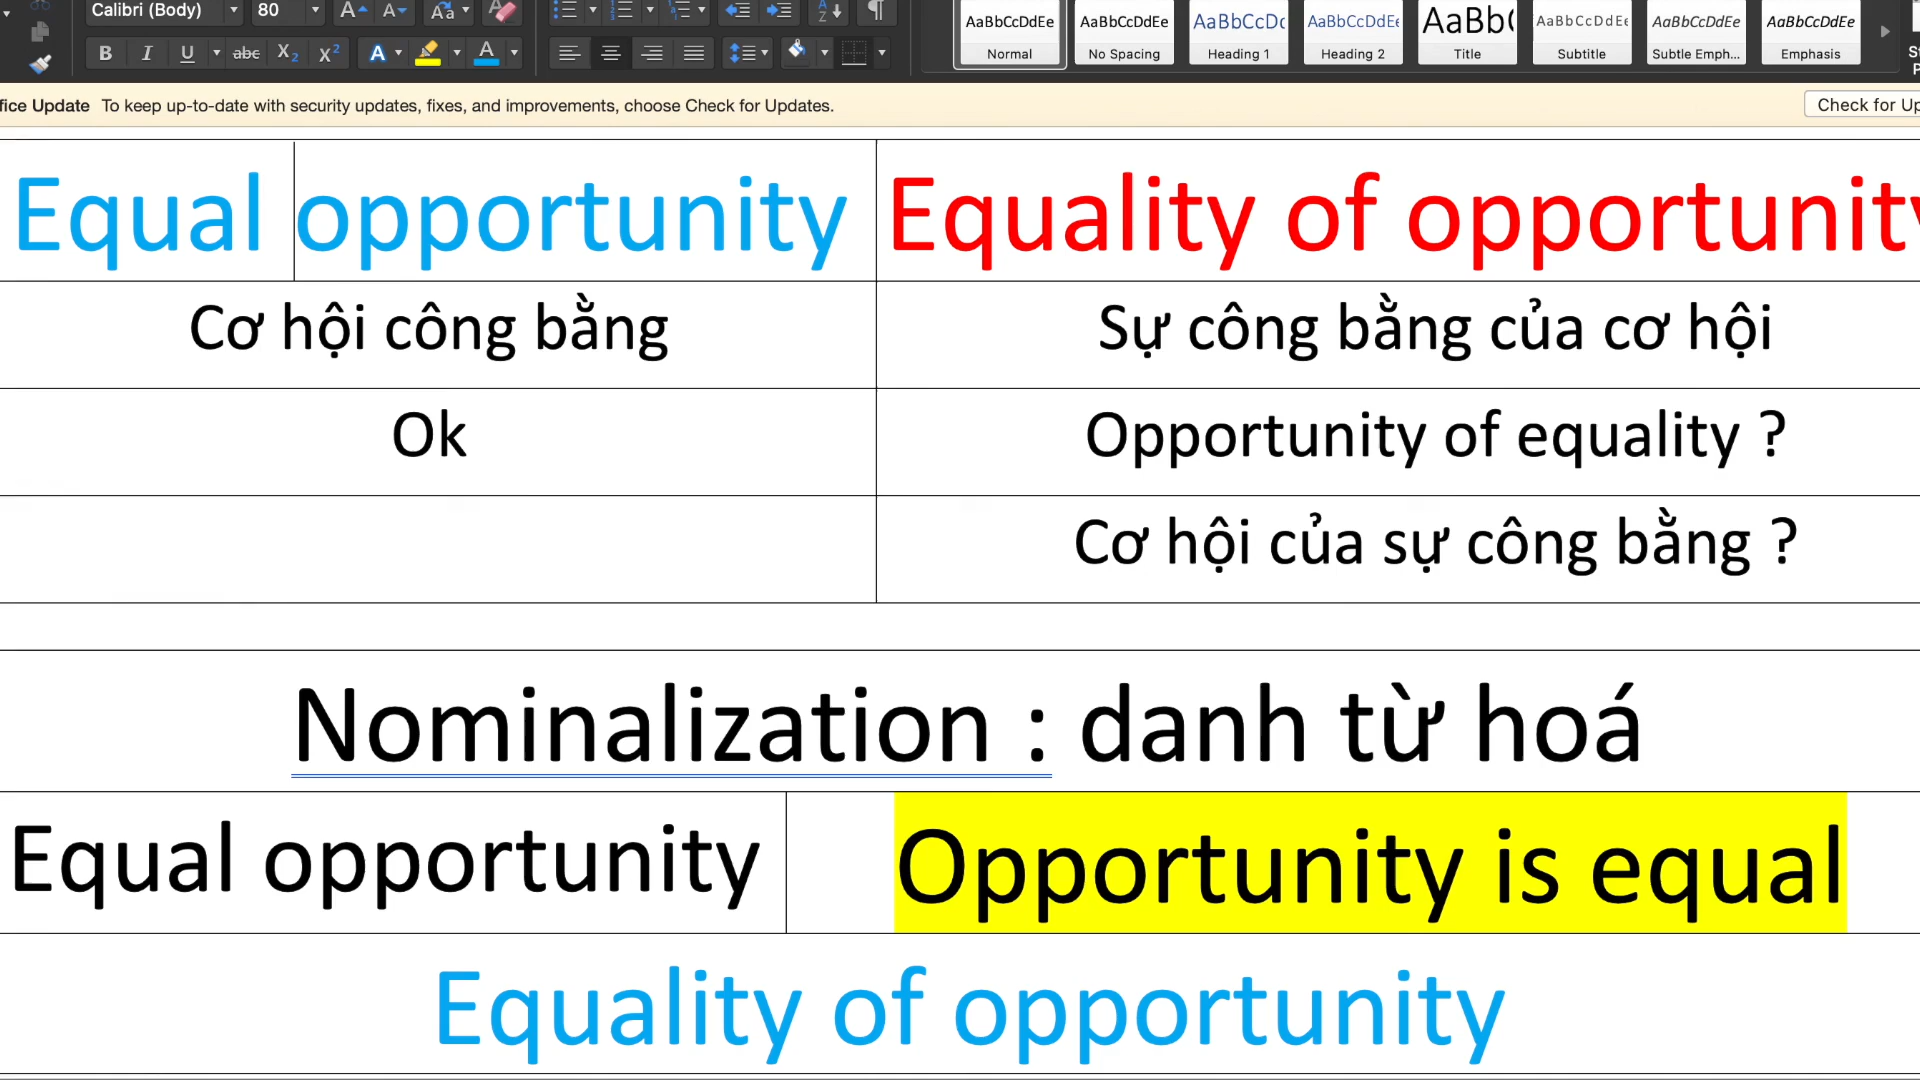 Calibri (Body) 80
B I U abc X₂ X²
AaBbCcDdEe AaBbCcDdEe AaBbCcDc AaBbCcDdEe AaBb( AaBbCcDdEe AaBbCcDdEe AaBbCcDdEe
Normal No Spacing Heading 1 Heading 2 Title Subtitle Subtle Emph... Emphasis
fice Update To keep up-to-date with security updates, fixes, and improvements, choose Check for Updates. Check for Up
Equal opportunity Equality of opportunity
Cơ hội công bằng Sự công bằng của cơ hội
Ok Opportunity of equality ?
Cơ hội của sự công bằng ?
Nominalization : danh từ hoá
Equal opportunity Opportunity is equal
Equality of opportunity